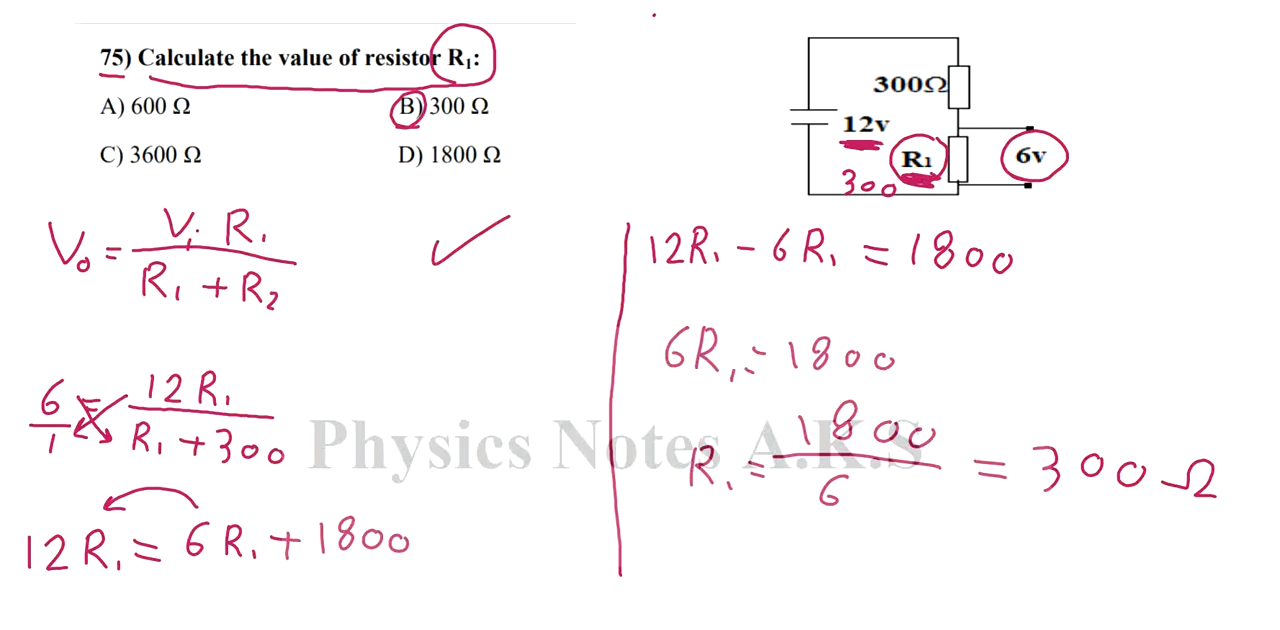 75) Calculate the value of resistor R₁:
A) 600 Ω
B) 300 Ω
C) 3600 Ω
D) 1800 Ω
300Ω
12v
R₁
6v
300
V₀ = Vᵢ R₁ / R₁ + R₂
6/1 = 12 R₁ / R₁ + 300
12 R₁ = 6 R₁ + 1800
12R₁ - 6R₁ = 1800
6R₁ = 1800
R₁ = 1800 / 6 = 300 Ω
Physics Notes A.K.S